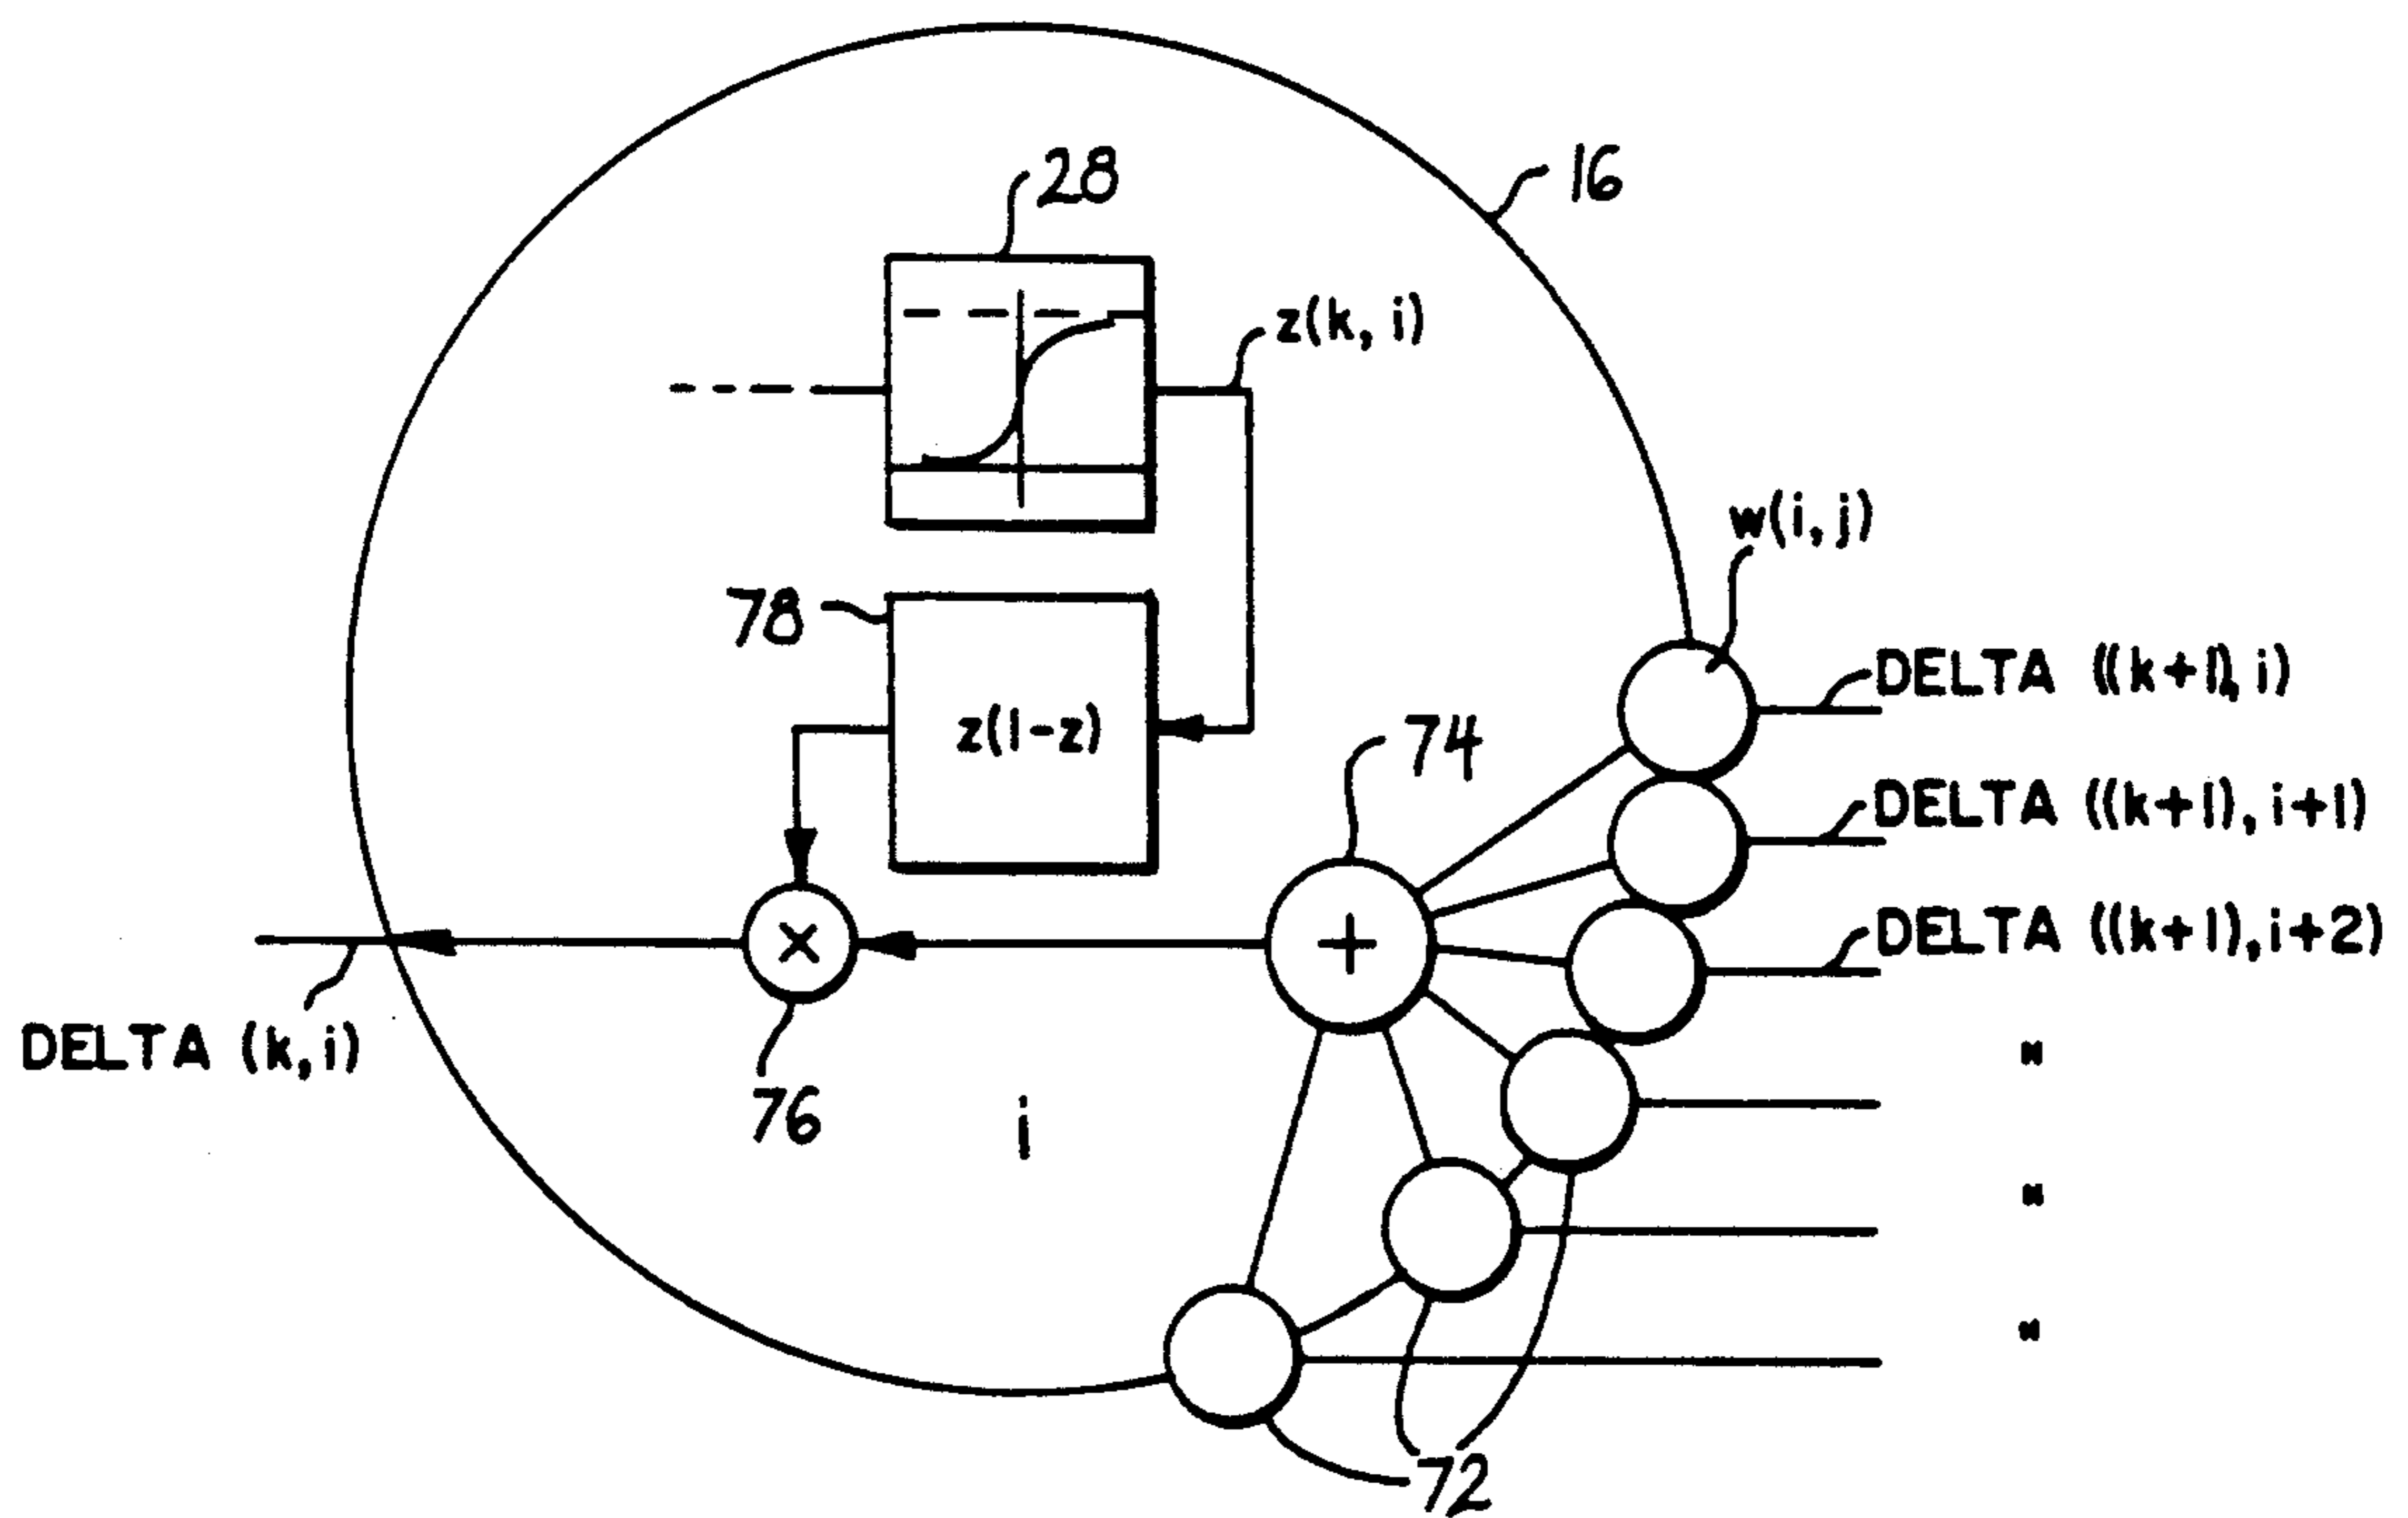 28
16
z(k, i)
w(i, j)
78
DELTA ((k+1), i)
z(1-z)
74
DELTA ((k+1), i+1)
+
DELTA ((k+1), i+2)
×
DELTA (k, i)
76
i
72